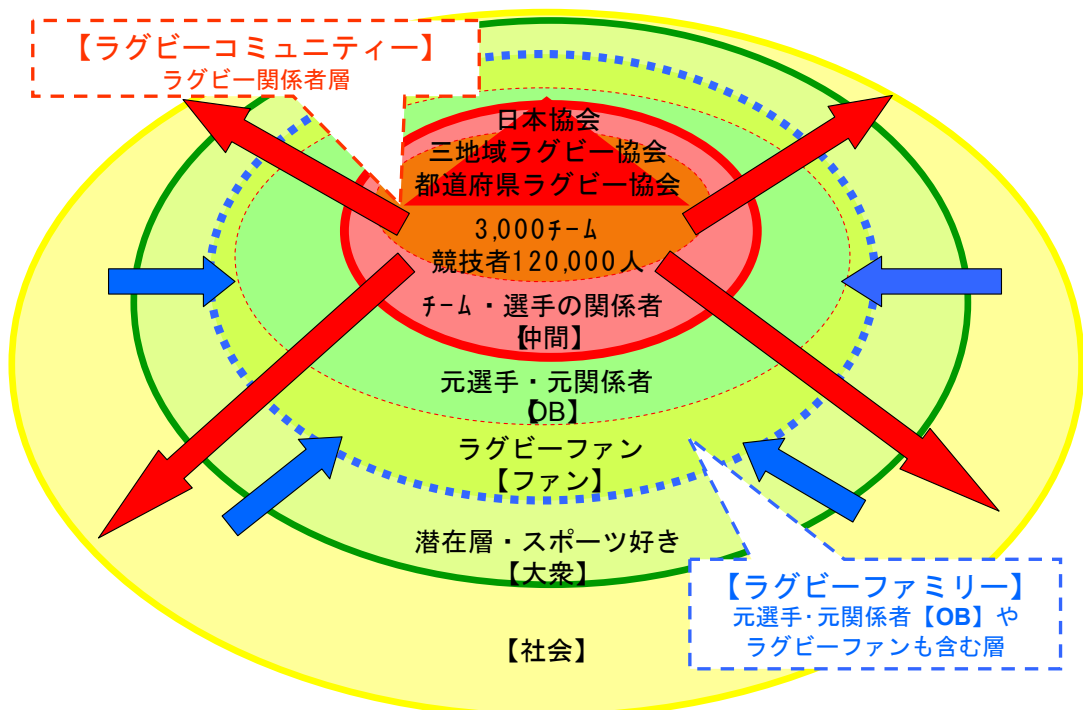 【ラグビーコミュニティー】
ラグビー関係者層
日本協会
三地域ラグビー協会
都道府県ラグビー協会
3,000ﾁｰﾑ
競技者120,000人
ﾁｰﾑ・選手の関係者
【仲間】
元選手・元関係者
【OB】
ラグビーファン
【ファン】
潜在層・スポーツ好き
【大衆】
【社会】
【ラグビーファミリー】
元選手･元関係者【OB】や
ラグビーファンも含む層